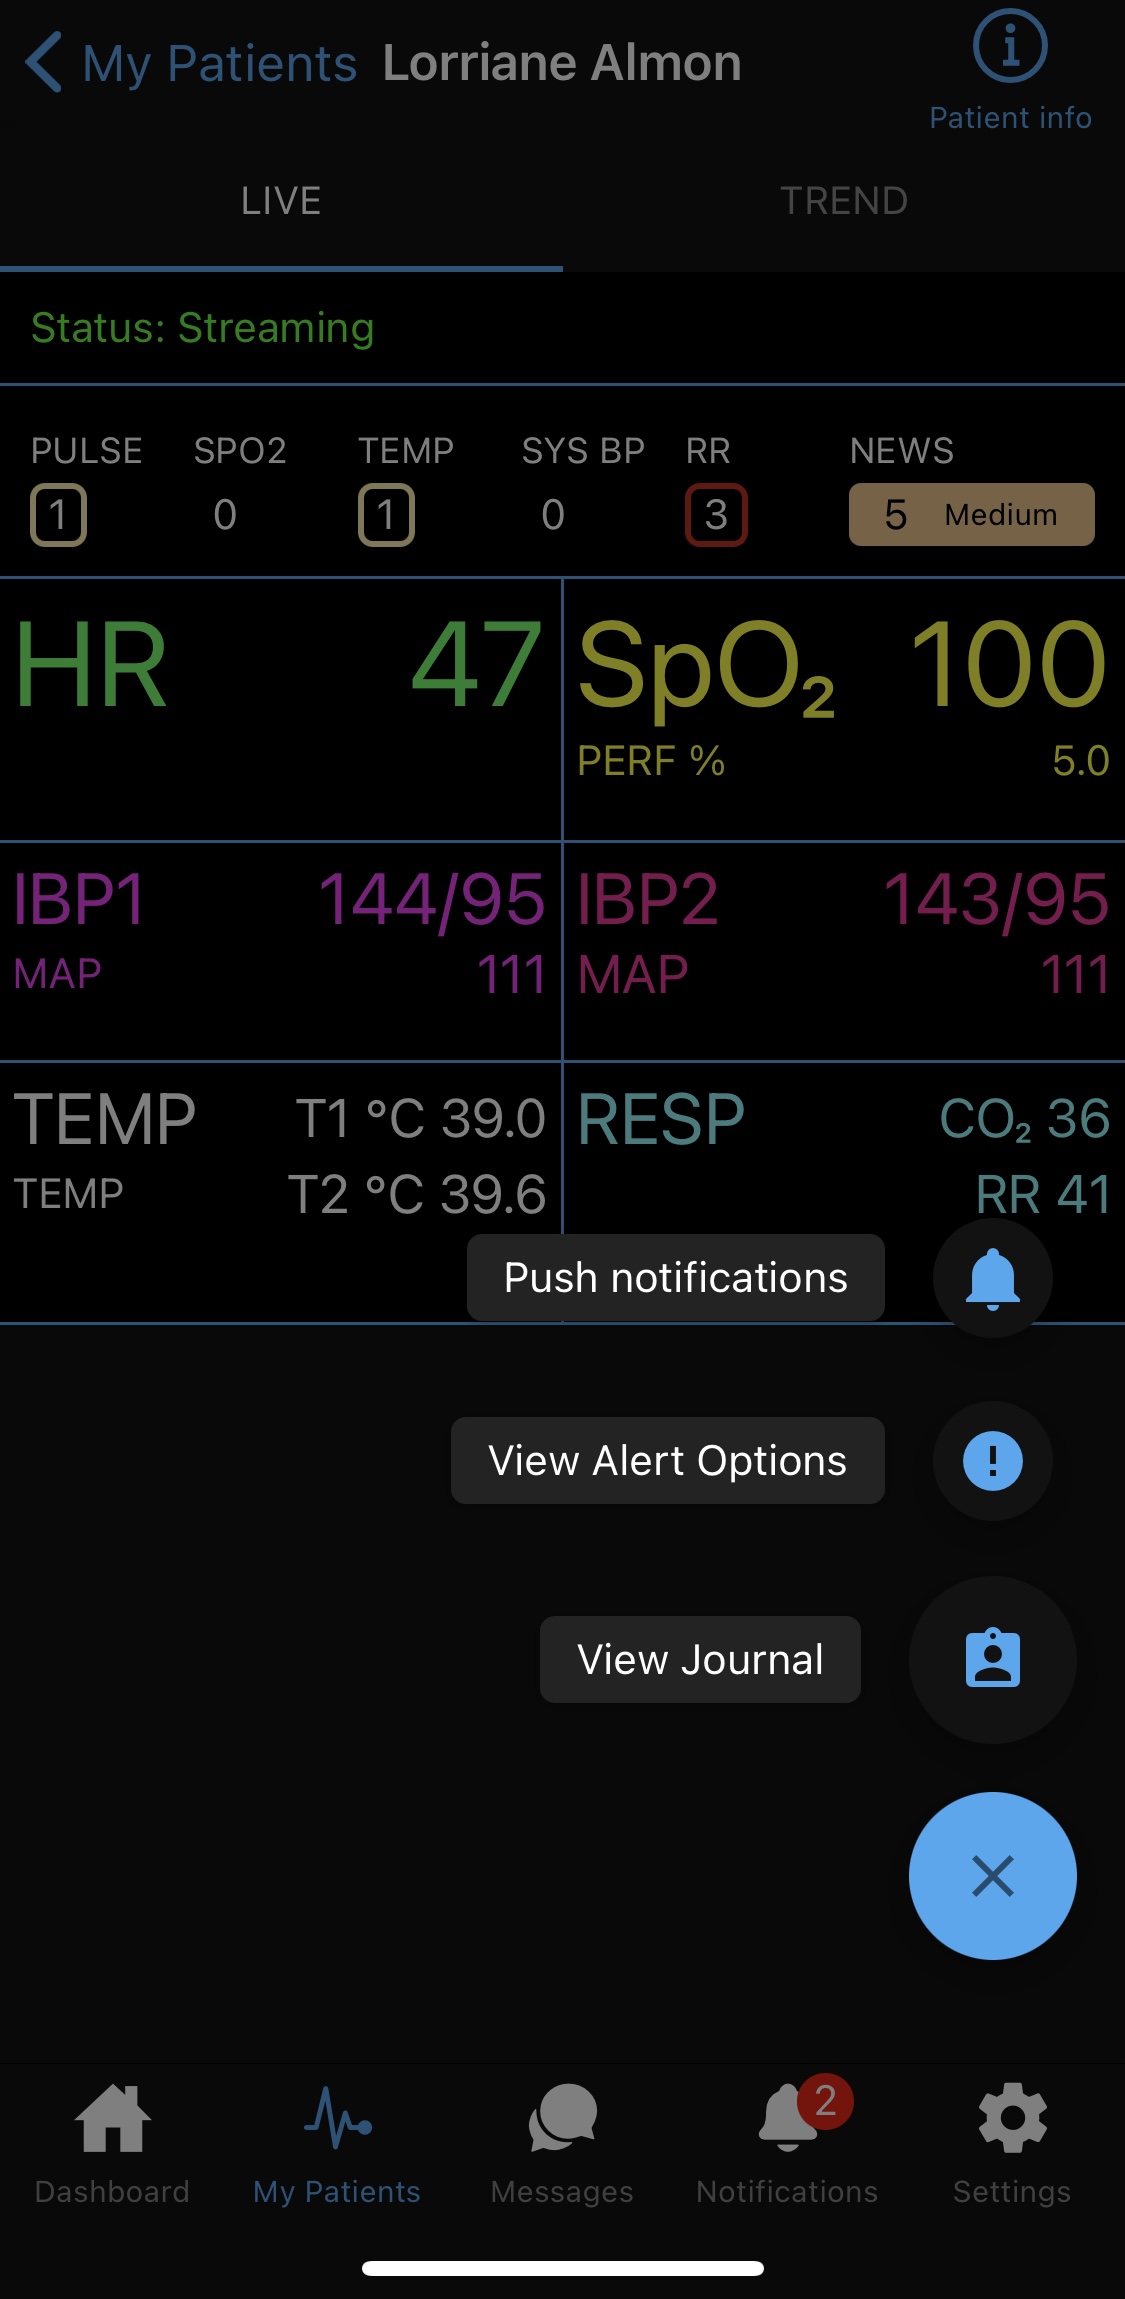 My Patients Lorriane Almon
Patient info
LIVE TREND
Status: Streaming
PULSE SPO2 TEMP SYS BP RR NEWS
1 0 1 0 3 5 Medium
HR 47
SpO₂ 100
PERF % 5.0
IBP1 144/95
MAP 111
IBP2 143/95
MAP 111
TEMP T1 °C 39.0
TEMP T2 °C 39.6
RESP CO₂ 36
RR 41
Push notifications
View Alert Options
View Journal
2
Dashboard My Patients Messages Notifications Settings